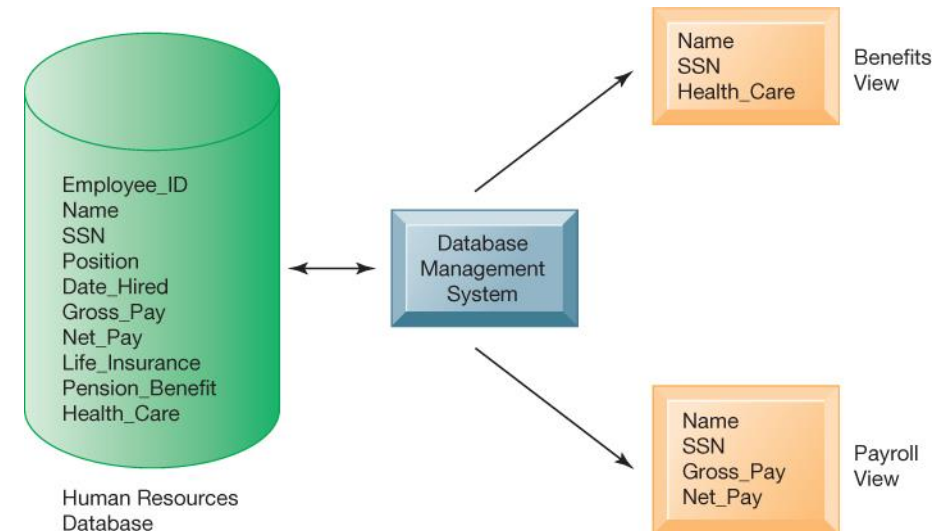 Employee_ID
Name
SSN
Position
Date_Hired
Gross_Pay
Net_Pay
Life_Insurance
Pension_Benefit
Health_Care
Human Resources
Database
Database
Management
System
Name
SSN
Health_Care
Benefits
View
Name
SSN
Gross_Pay
Net_Pay
Payroll
View